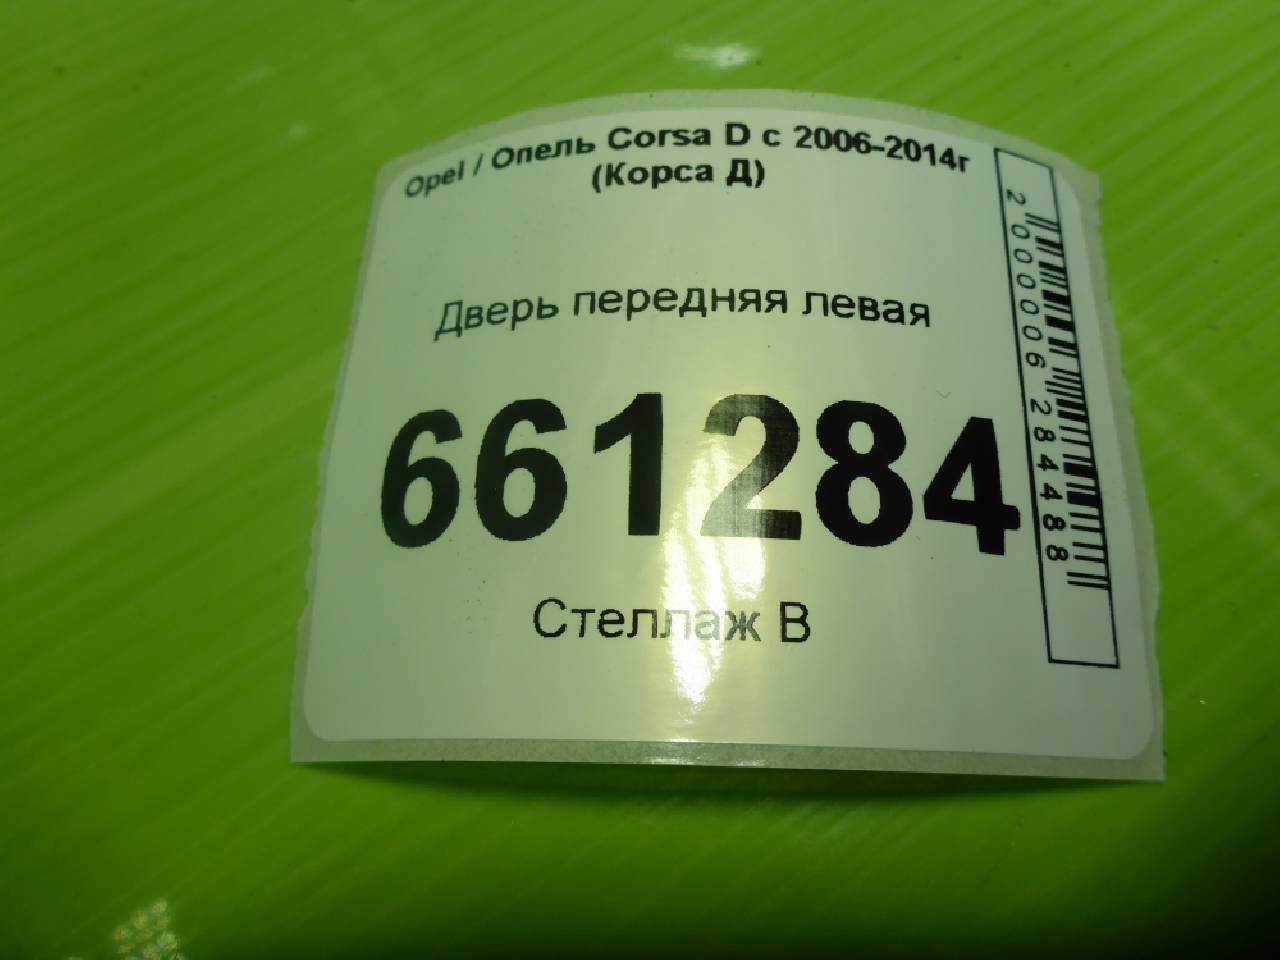 Opel / Опель Corsa D с 2006-2014г
(Корса Д)
Дверь передняя левая
661284
Стеллаж В
2000006284488